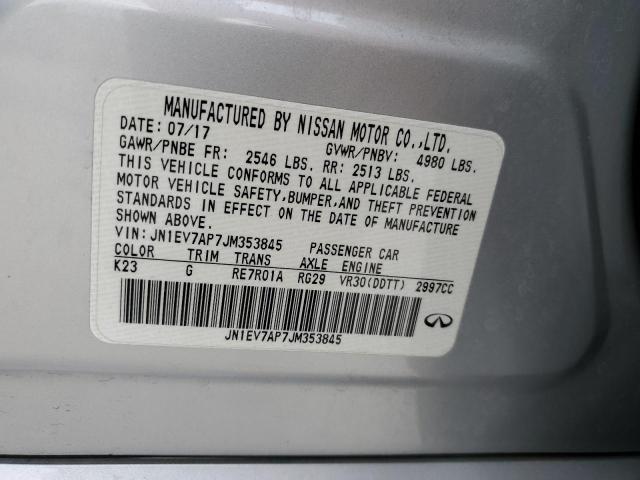 MANUFACTURED BY NISSAN MOTOR CO.,LTD.
DATE: 07/17 GVWR/PNBV: 4980 LBS.
GAWR/PNBE FR: 2546 LBS. RR: 2513 LBS.
THIS VEHICLE CONFORMS TO ALL APPLICABLE FEDERAL
MOTOR VEHICLE SAFETY,BUMPER,AND THEFT PREVENTION
STANDARDS IN EFFECT ON THE DATE OF MANUFACTURE
SHOWN ABOVE.
VIN: JN1EV7AP7JM353845 PASSENGER CAR
COLOR TRIM TRANS AXLE ENGINE
K23 G RE7R01A RG29 VR30(DDTT) 2997CC
JN1EV7AP7JM353845